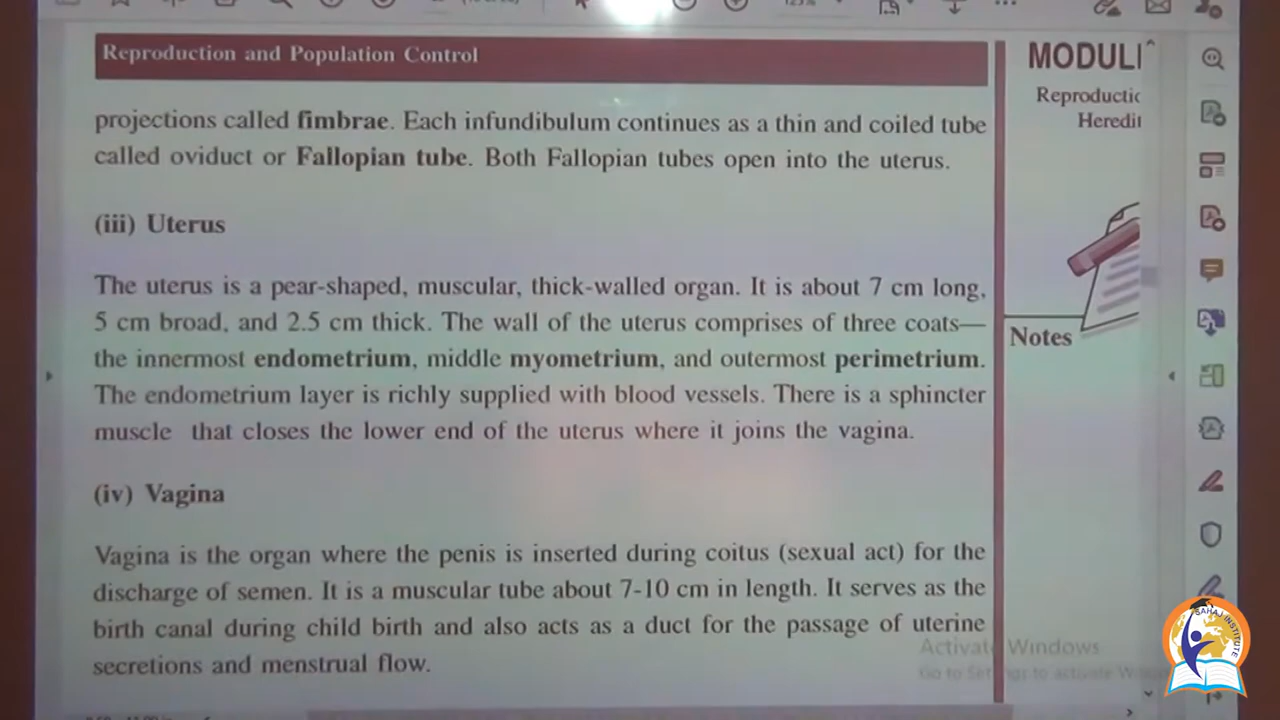 Reproduction and Population Control
MODUL
Reproductio
Heredit
projections called fimbrae. Each infundibulum continues as a thin and coiled tube
called oviduct or Fallopian tube. Both Fallopian tubes open into the uterus.
(iii) Uterus
The uterus is a pear-shaped, muscular, thick-walled organ. It is about 7 cm long,
5 cm broad, and 2.5 cm thick. The wall of the uterus comprises of three coats—
the innermost endometrium, middle myometrium, and outermost perimetrium.
The endometrium layer is richly supplied with blood vessels. There is a sphincter
muscle that closes the lower end of the uterus where it joins the vagina.
Notes
(iv) Vagina
Vagina is the organ where the penis is inserted during coitus (sexual act) for the
discharge of semen. It is a muscular tube about 7-10 cm in length. It serves as the
birth canal during child birth and also acts as a duct for the passage of uterine
secretions and menstrual flow.
Activate Windows
Go to Settings to activate
SAHAJ INSTITUTE